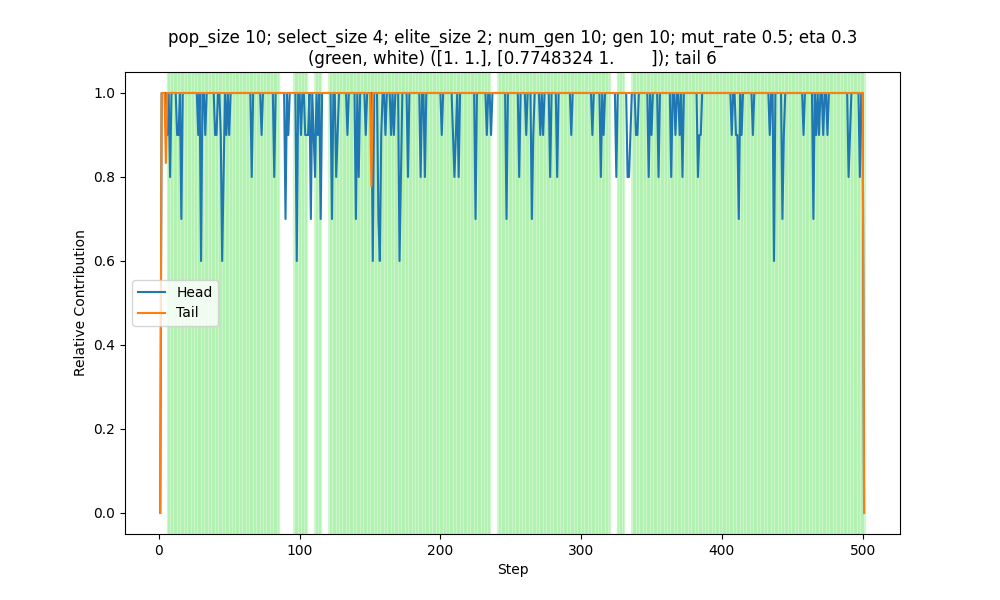 pop_size 10; select_size 4; elite_size 2; num_gen 10; gen 10; mut_rate 0.5; eta 0.3
(green, white) ([1. 1.], [0.7748324 1.        ]); tail 6
1.0
0.8
0.6
0.4
0.2
0.0
Relative Contribution
Head
Tail
0
100
200
300
400
500
Step